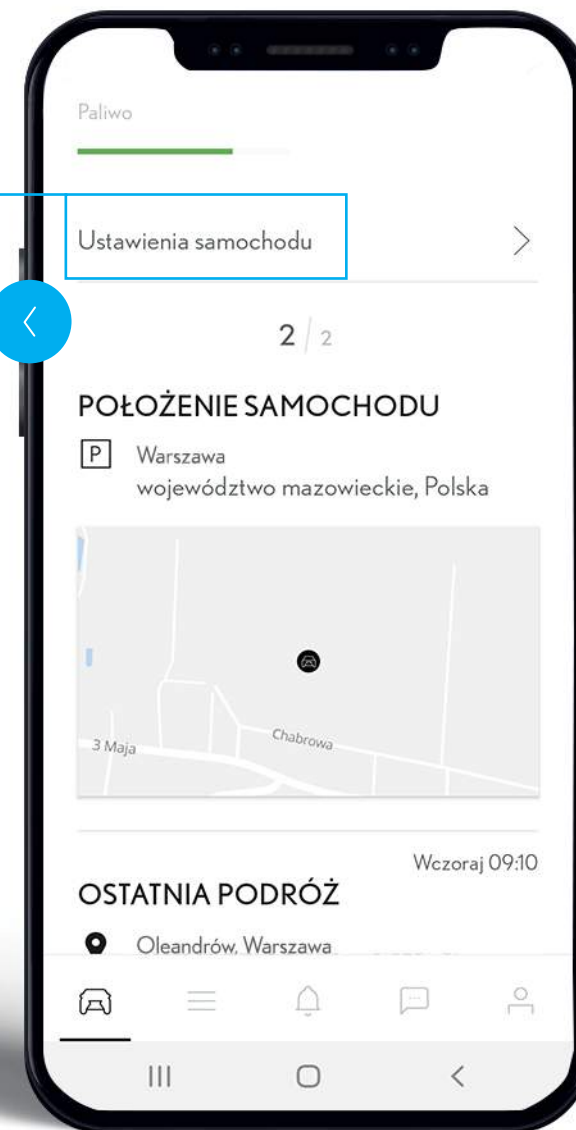 Paliwo
Ustawienia samochodu
2 / 2
POŁOŻENIE SAMOCHODU
P Warszawa
województwo mazowieckie, Polska
3 Maja
Chabrowa
Wczoraj 09:10
OSTATNIA PODRÓŻ
Oleandrów, Warszawa